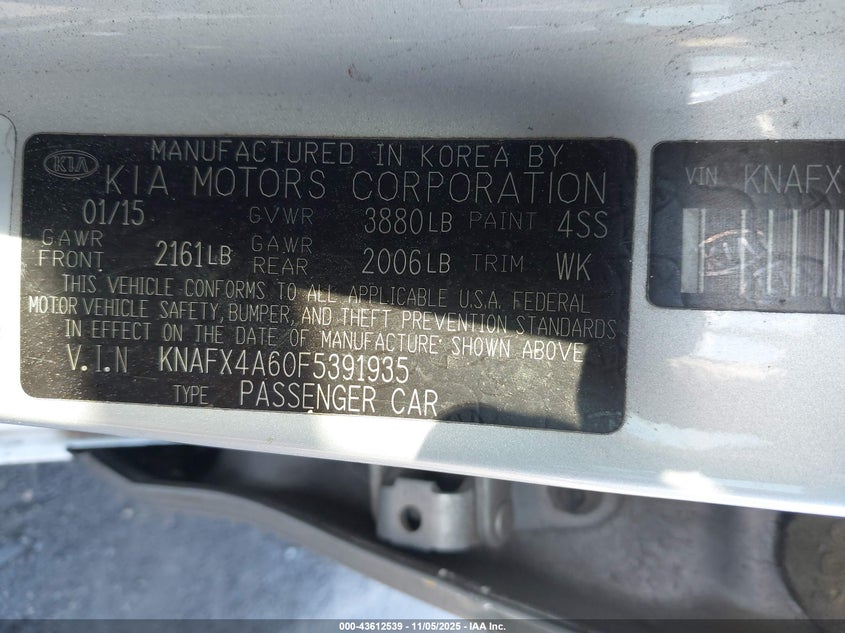 KIA
MANUFACTURED IN KOREA BY
KIA MOTORS CORPORATION
01/15 GVWR 3880LB PAINT 4SS
GAWR FRONT 2161LB GAWR REAR 2006LB TRIM WK
THIS VEHICLE CONFORMS TO ALL APPLICABLE U.S.A. FEDERAL
MOTOR VEHICLE SAFETY, BUMPER, AND THEFT PREVENTION STANDARDS
IN EFFECT ON THE DATE OF MANUFACTURE SHOWN ABOVE
V.I.N KNAFX4A60F5391935
TYPE PASSENGER CAR
VIN KNAFX
KIA
000-43612539 - 11/05/2025 - IAA Inc.